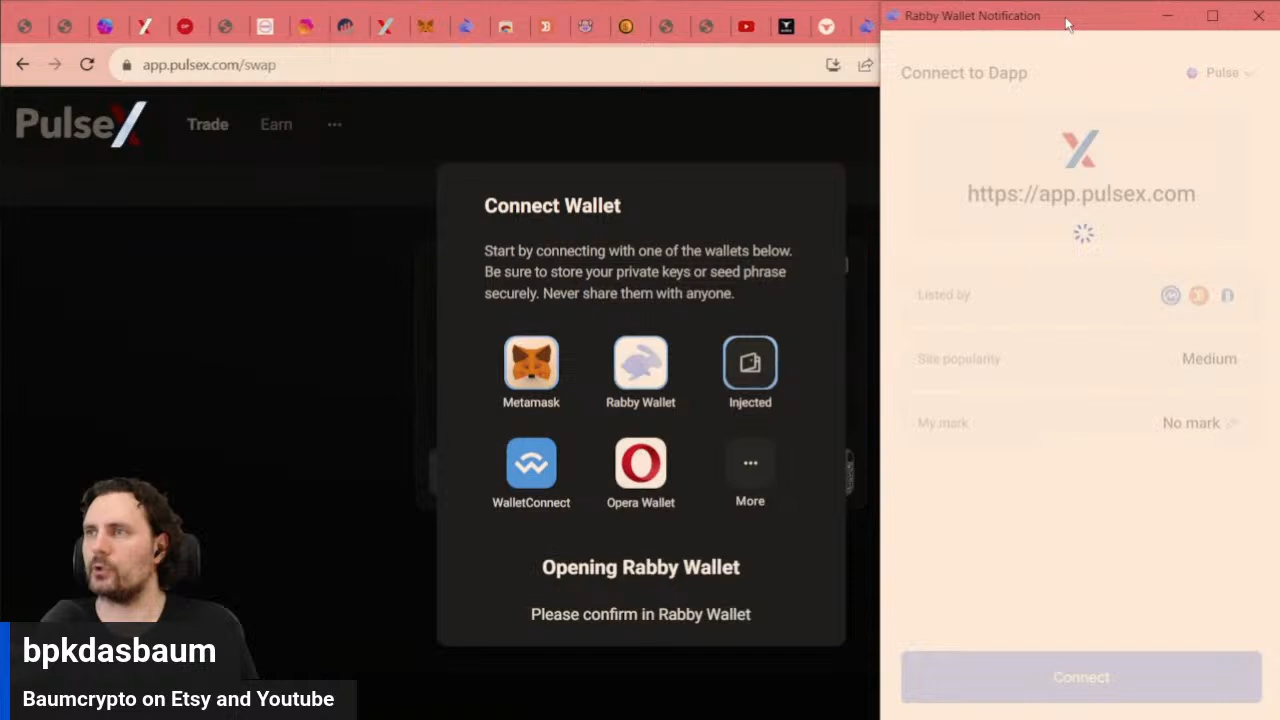 Rabby Wallet Notification
app.pulsex.com/swap
Connect to Dapp
Pulse
PulseX
Trade
Earn
https://app.pulsex.com
Connect Wallet
Start by connecting with one of the wallets below.
Be sure to store your private keys or seed phrase
securely. Never share them with anyone.
Listed by
Site popularity
Medium
Metamask
Rabby Wallet
Injected
My mark
No mark
WalletConnect
Opera Wallet
More
Opening Rabby Wallet
Please confirm in Rabby Wallet
Connect
bpkdasbaum
Baumcrypto on Etsy and Youtube